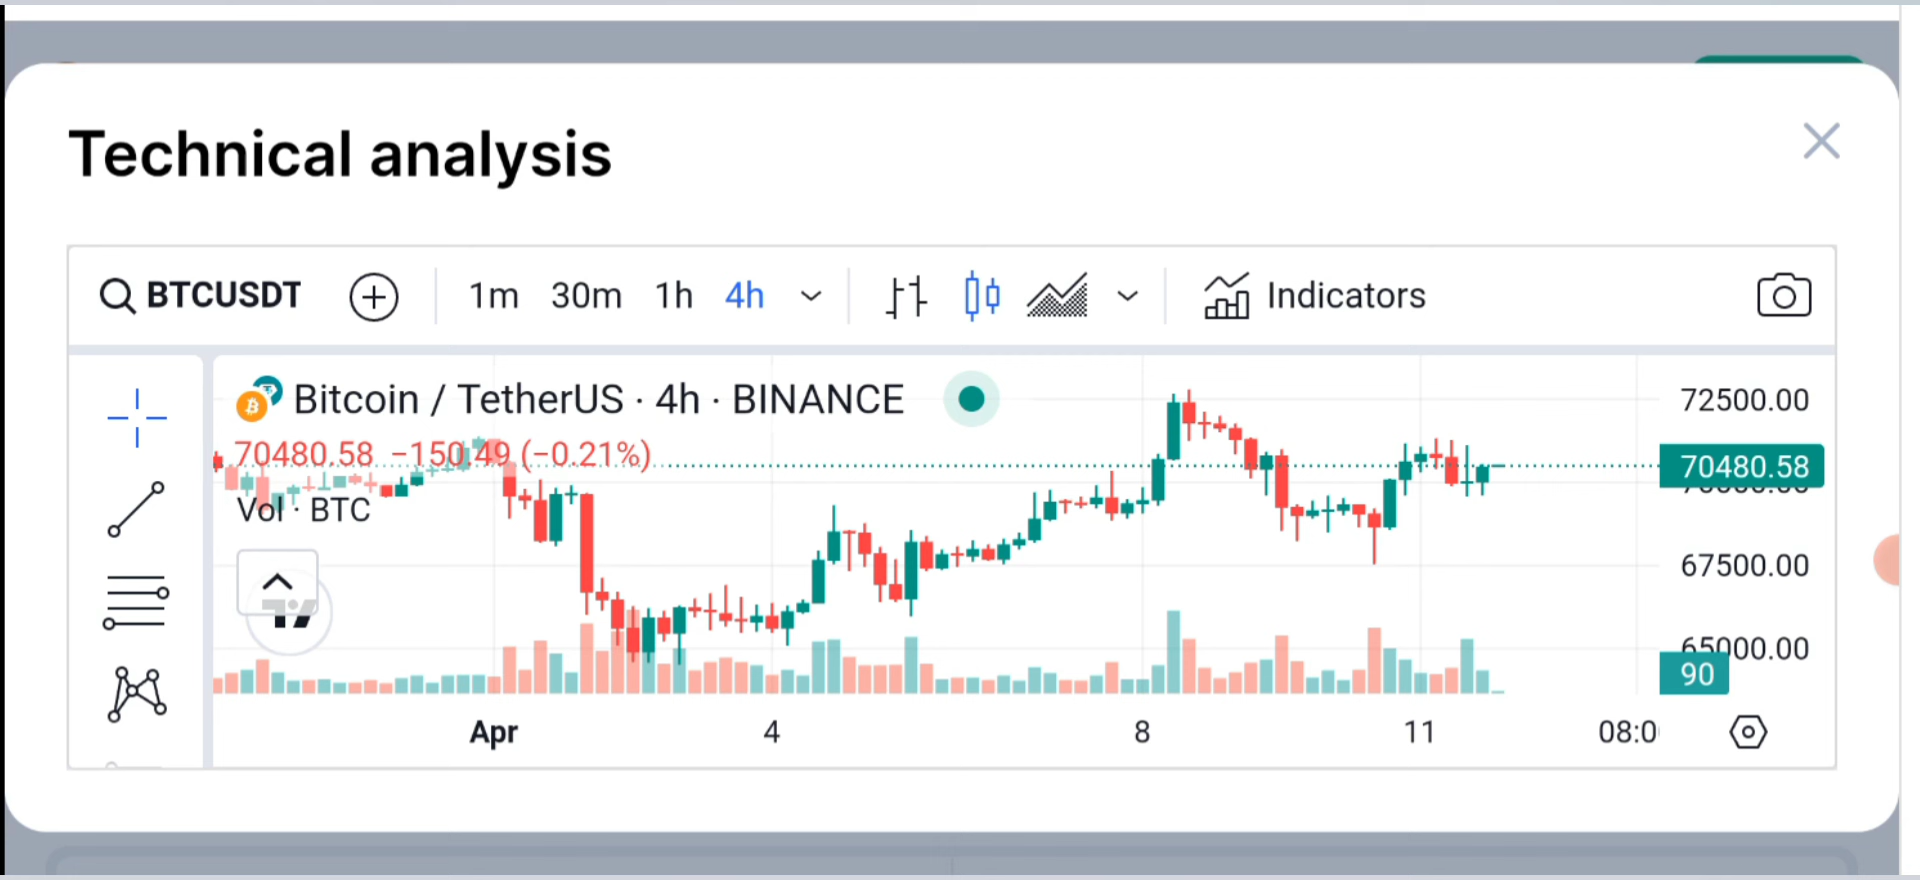 Technical analysis
BTCUSDT 1m 30m 1h 4h Indicators
Bitcoin / TetherUS · 4h · BINANCE
70480.58 −150.49 (−0.21%)
Vol · BTC
72500.00
70480.58
67500.00
65000.00
90
Apr 4 8 11 08:0